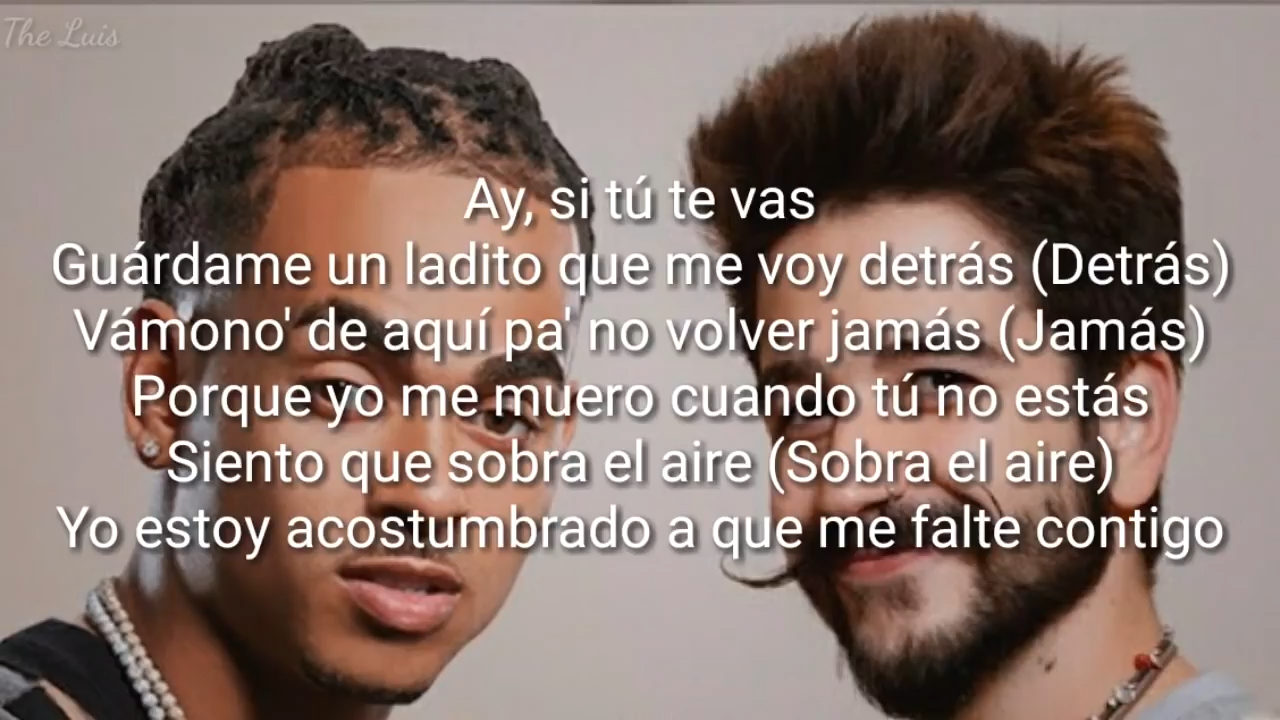 The Luis
Ay, si tú te vas
Guárdame un ladito que me voy detrás (Detrás)
Vámono' de aquí pa' no volver jamás (Jamás)
Porque yo me muero cuando tú no estás
Siento que sobra el aire (Sobra el aire)
Yo estoy acostumbrado a que me falte contigo